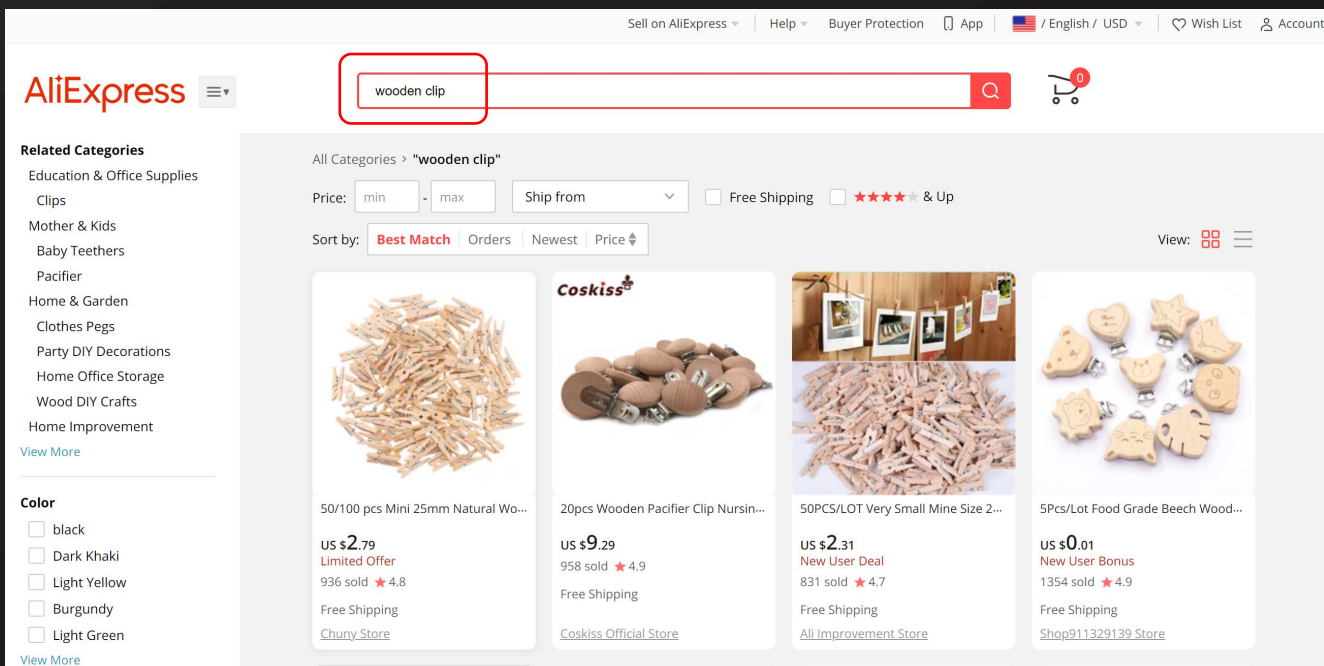 Sell on AliExpress Help Buyer Protection App / English / USD Wish List Account
AliExpress
wooden clip
0
Related Categories
Education & Office Supplies
Clips
Mother & Kids
Baby Teethers
Pacifier
Home & Garden
Clothes Pegs
Party DIY Decorations
Home Office Storage
Wood DIY Crafts
Home Improvement
View More
Color
black
Dark Khaki
Light Yellow
Burgundy
Light Green
View More
All Categories > "wooden clip"
Price: min - max Ship from Free Shipping & Up
Sort by: Best Match Orders Newest Price View:
50/100 pcs Mini 25mm Natural Wo...
US $2.79
Limited Offer
936 sold 4.8
Free Shipping
Chuny Store
Coskiss
20pcs Wooden Pacifier Clip Nursin...
US $9.29
958 sold 4.9
Free Shipping
Coskiss Official Store
50PCS/LOT Very Small Mine Size 2...
US $2.31
New User Deal
831 sold 4.7
Free Shipping
Ali Improvement Store
5Pcs/Lot Food Grade Beech Wood...
US $0.01
New User Bonus
1354 sold 4.9
Free Shipping
Shop911329139 Store